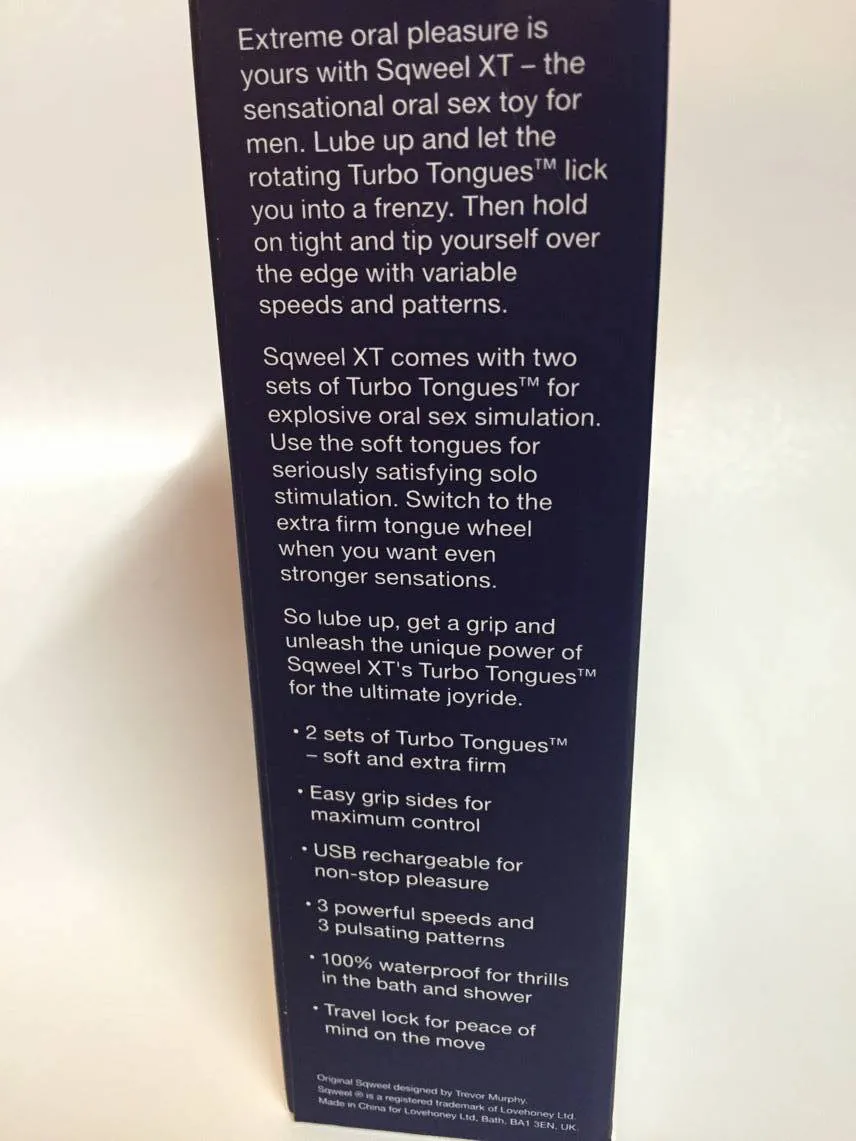 Extreme oral pleasure is
yours with Sqweel XT – the
sensational oral sex toy for
men. Lube up and let the
rotating Turbo Tongues™ lick
you into a frenzy. Then hold
on tight and tip yourself over
the edge with variable
speeds and patterns.
Sqweel XT comes with two
sets of Turbo Tongues™ for
explosive oral sex simulation.
Use the soft tongues for
seriously satisfying solo
stimulation. Switch to the
extra firm tongue wheel
when you want even
stronger sensations.
So lube up, get a grip and
unleash the unique power of
Sqweel XT's Turbo Tongues™
for the ultimate joyride.
• 2 sets of Turbo Tongues™
– soft and extra firm
• Easy grip sides for
maximum control
• USB rechargeable for
non-stop pleasure
• 3 powerful speeds and
3 pulsating patterns
• 100% waterproof for thrills
in the bath and shower
• Travel lock for peace of
mind on the move
Original Sqweel designed by Trevor Murphy.
Sqweel ® is a registered trademark of Lovehoney Ltd.
Made in China for Lovehoney Ltd, Bath, BA1 3EN, UK.